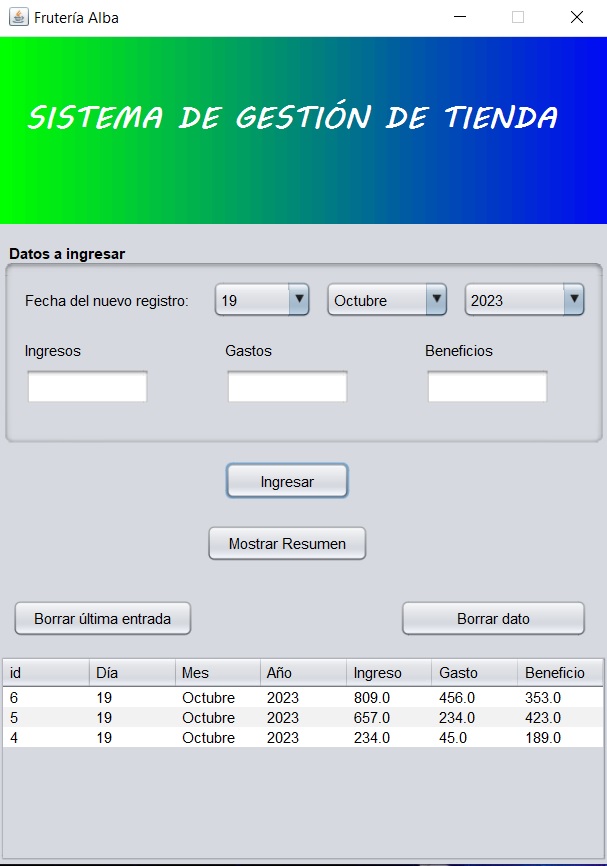 Frutería Alba
SISTEMA DE GESTIÓN DE TIENDA
Datos a ingresar
Fecha del nuevo registro: 19 Octubre 2023
Ingresos Gastos Beneficios
Ingresar
Mostrar Resumen
Borrar última entrada Borrar dato
id Día Mes Año Ingreso Gasto Beneficio
6 19 Octubre 2023 809.0 456.0 353.0
5 19 Octubre 2023 657.0 234.0 423.0
4 19 Octubre 2023 234.0 45.0 189.0